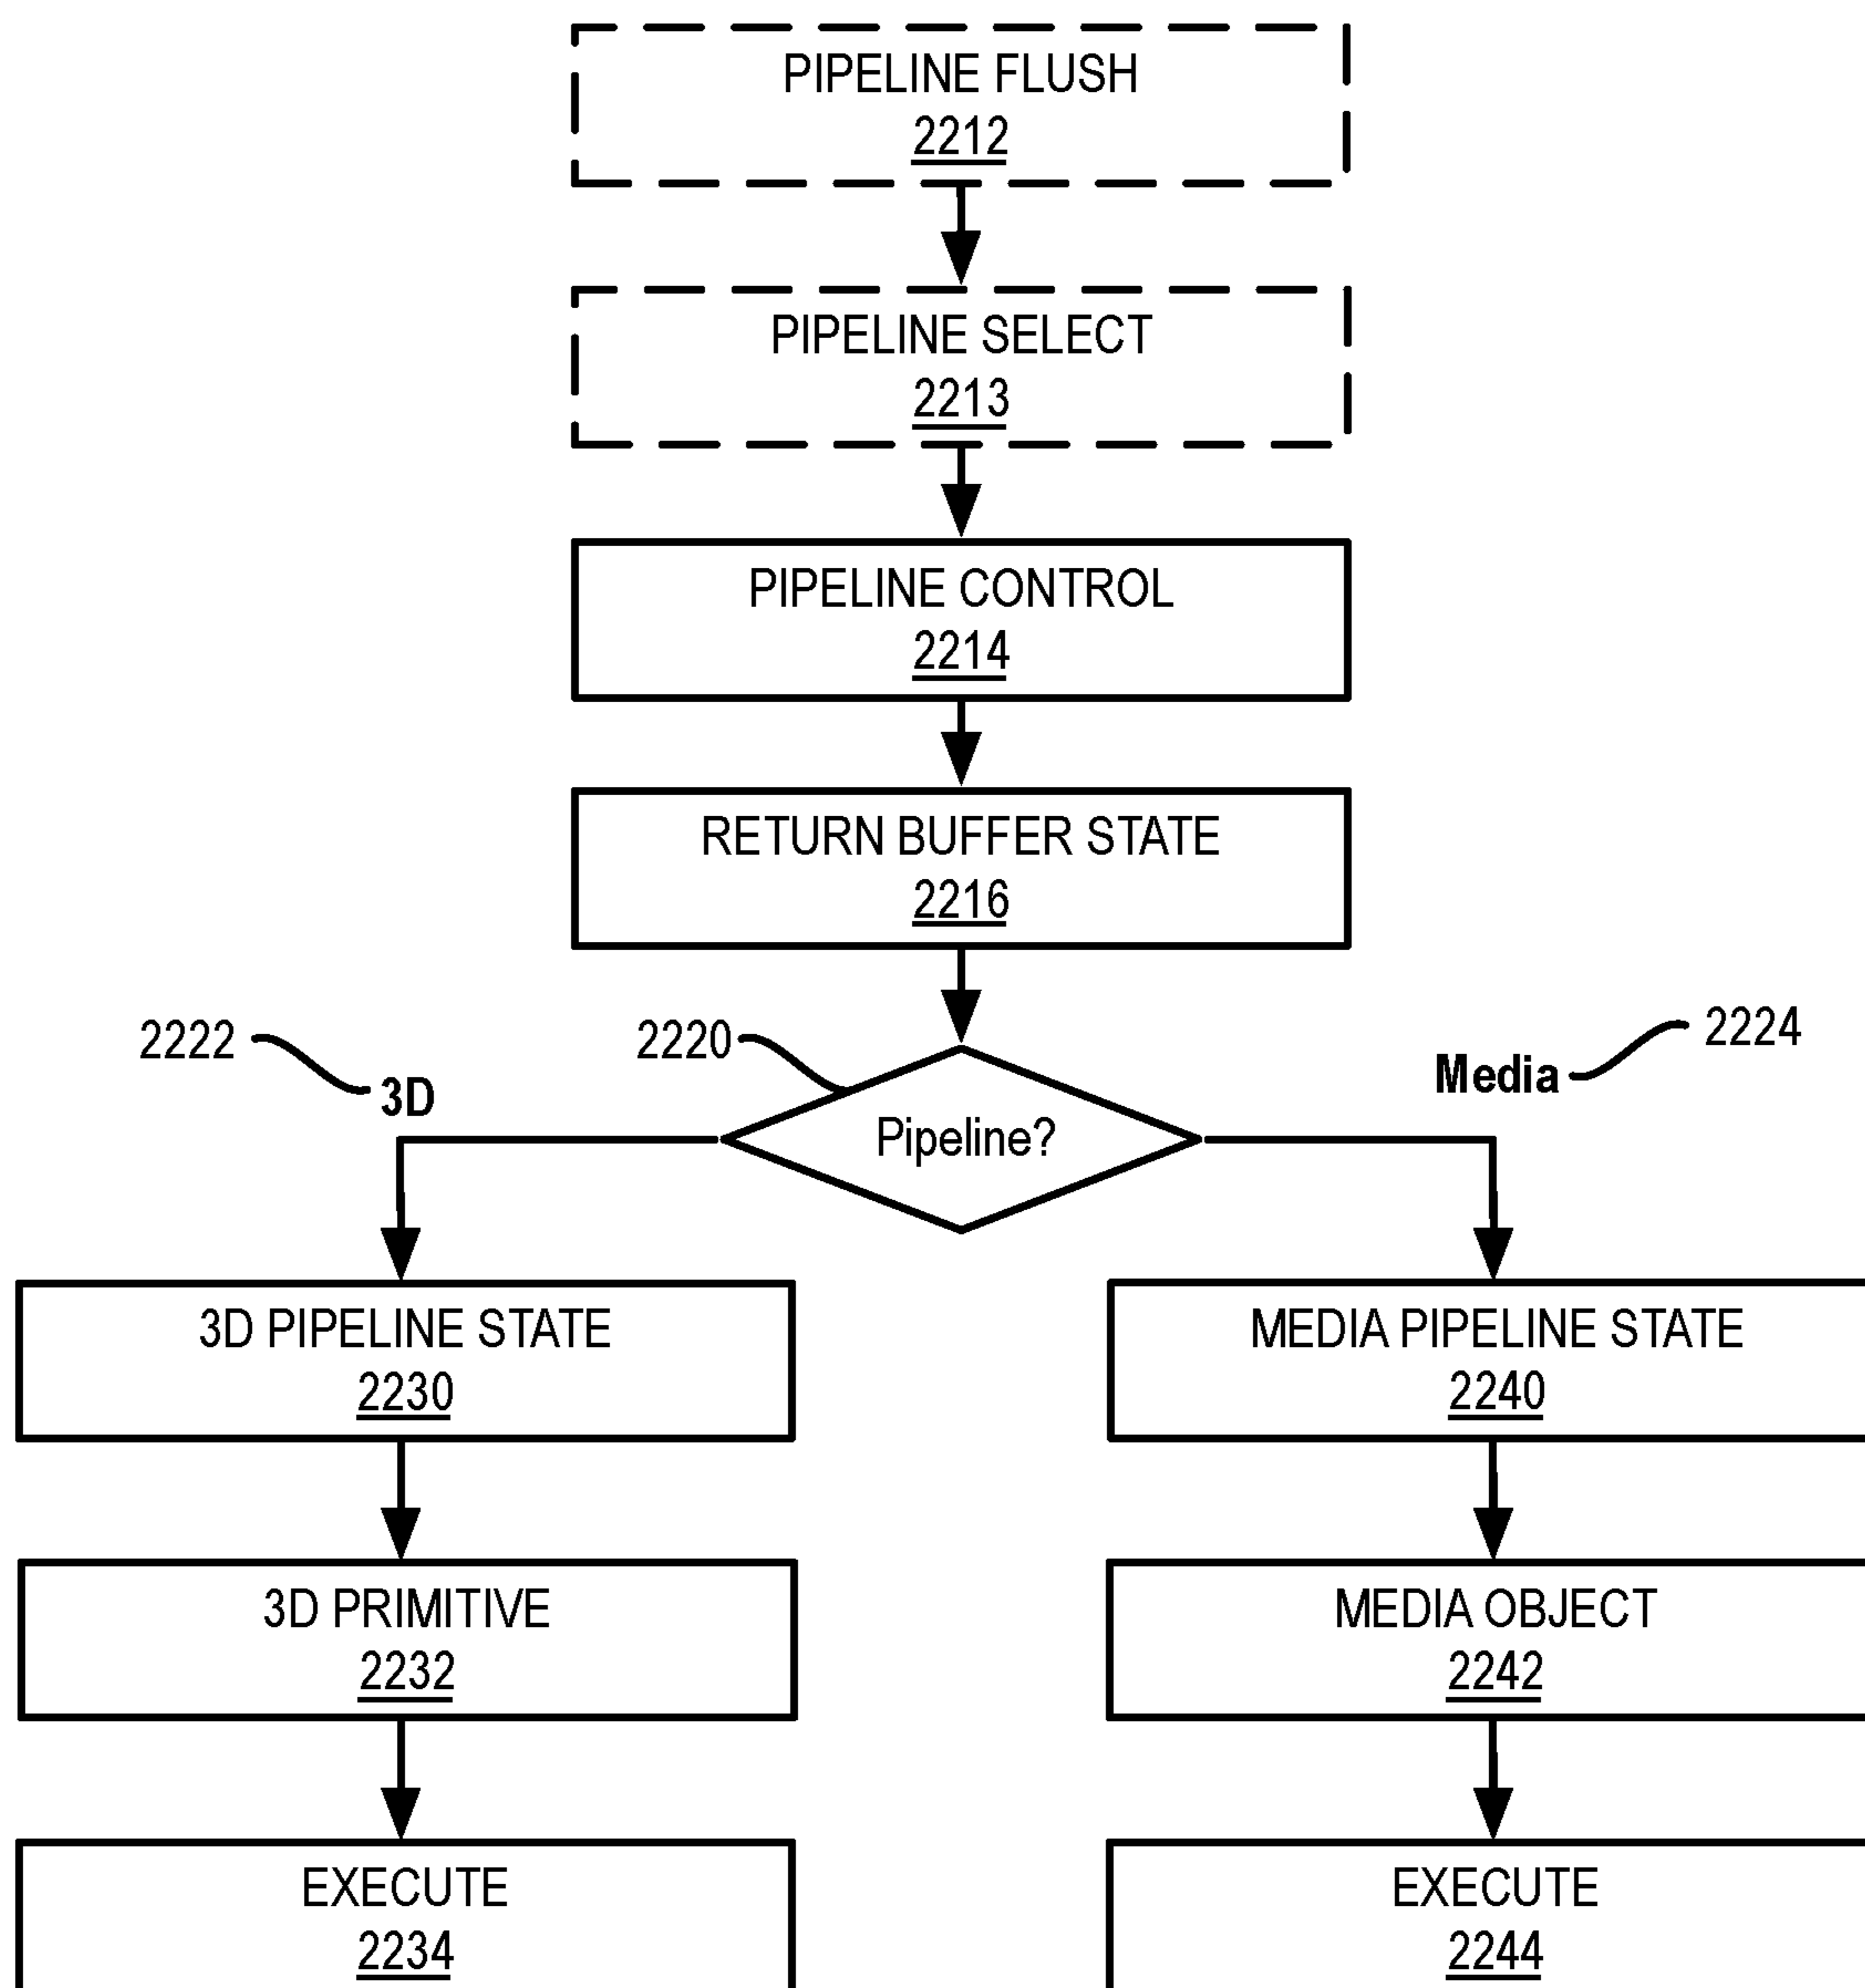 PIPELINE FLUSH
2212
PIPELINE SELECT
2213
PIPELINE CONTROL
2214
RETURN BUFFER STATE
2216
2222
3D
2220
Pipeline?
Media
2224
3D PIPELINE STATE
2230
MEDIA PIPELINE STATE
2240
3D PRIMITIVE
2232
MEDIA OBJECT
2242
EXECUTE
2234
EXECUTE
2244